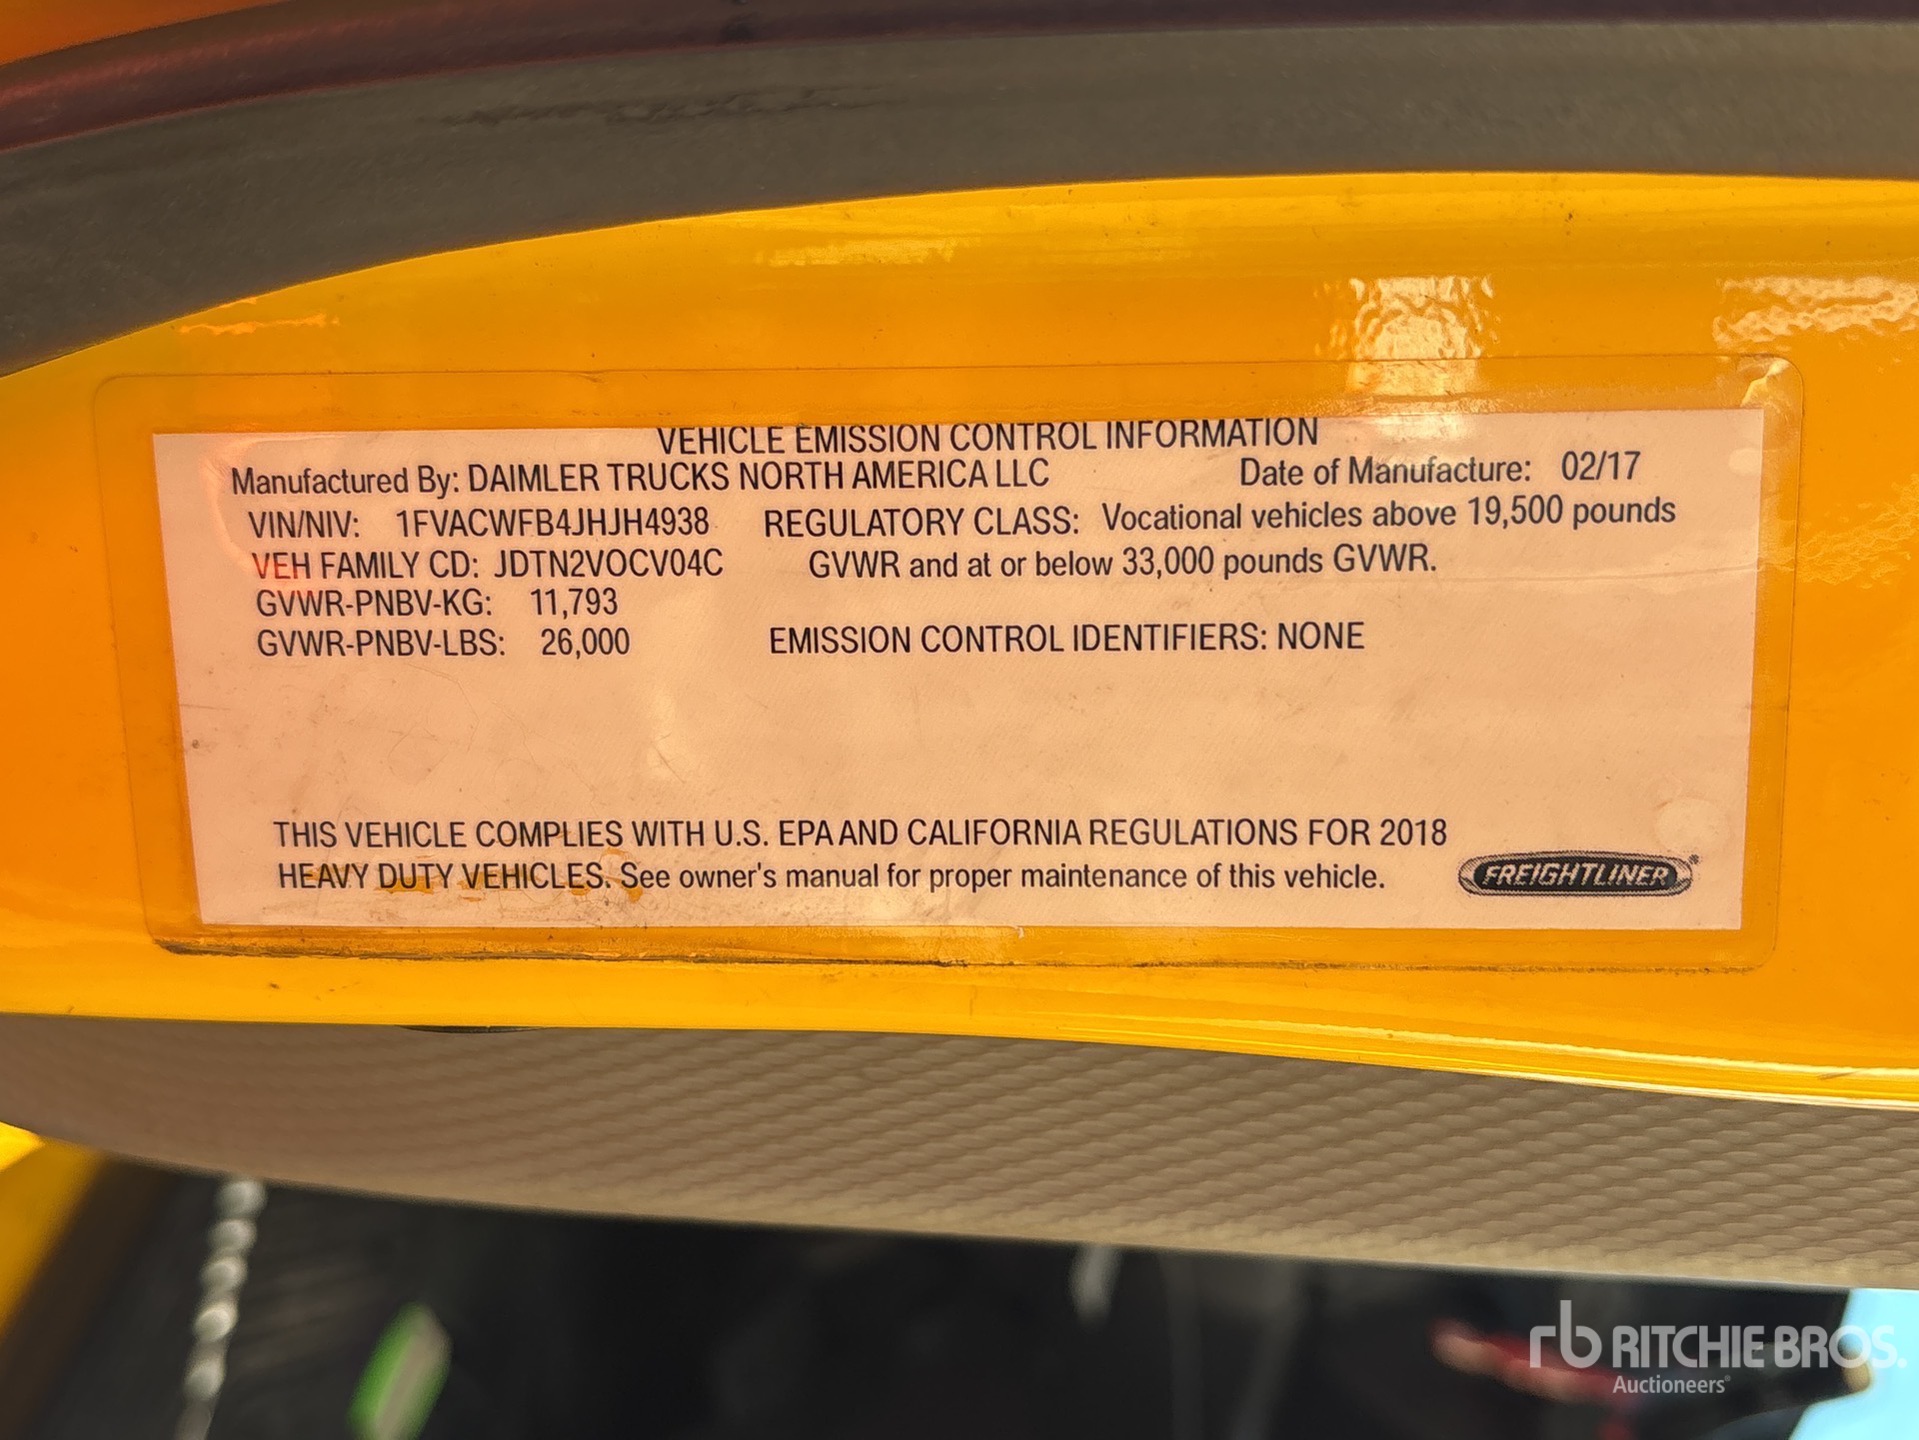 VEHICLE EMISSION CONTROL INFORMATION
Manufactured By: DAIMLER TRUCKS NORTH AMERICA LLC Date of Manufacture: 02/17
VIN/NIV: 1FVACWFB4JHJH4938 REGULATORY CLASS: Vocational vehicles above 19,500 pounds
VEH FAMILY CD: JDTN2VOCV04C GVWR and at or below 33,000 pounds GVWR.
GVWR-PNBV-KG: 11,793
GVWR-PNBV-LBS: 26,000 EMISSION CONTROL IDENTIFIERS: NONE
THIS VEHICLE COMPLIES WITH U.S. EPA AND CALIFORNIA REGULATIONS FOR 2018
HEAVY DUTY VEHICLES. See owner's manual for proper maintenance of this vehicle.
FREIGHTLINER®
rb RITCHIE BROS.
Auctioneers®